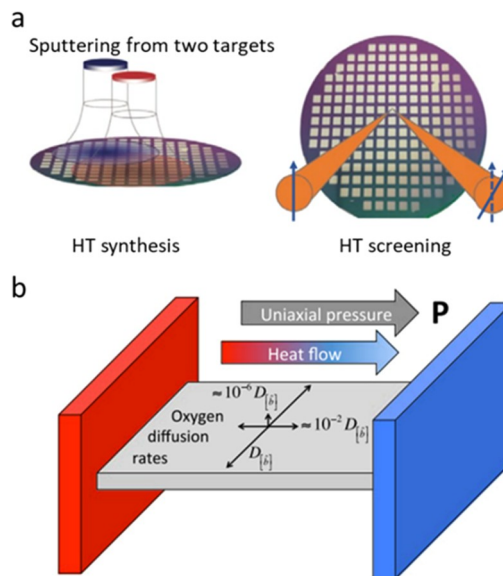 a
Sputtering from two targets
HT synthesis
HT screening
b
Uniaxial pressure
P
Heat flow
≈10⁻⁶ D
Oxygen
diffusion
rates
≈10⁻² D
D